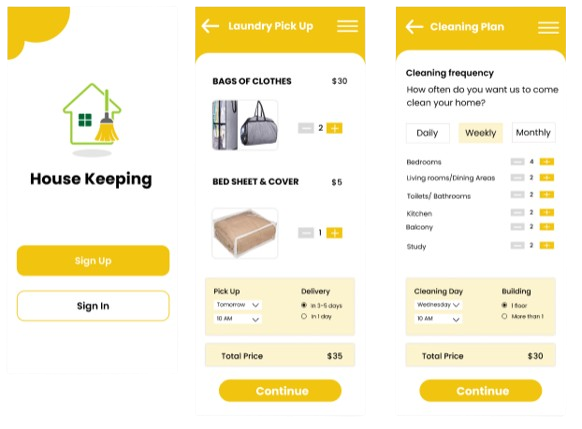 House Keeping
Sign Up
Sign In
Laundry Pick Up
BAGS OF CLOTHES $30
2
BED SHEET & COVER $5
1
Pick Up Delivery
Tomorrow In 3-5 days
10 AM In 1 day
Total Price $35
Continue
Cleaning Plan
Cleaning frequency
How often do you want us to come
clean your home?
Daily Weekly Monthly
Bedrooms 4
Living rooms/Dining Areas 2
Toilets/ Bathrooms 2
Kitchen 2
Balcony 2
Study 2
Cleaning Day Building
Wednesday 1 floor
10 AM More than 1
Total Price $30
Continue